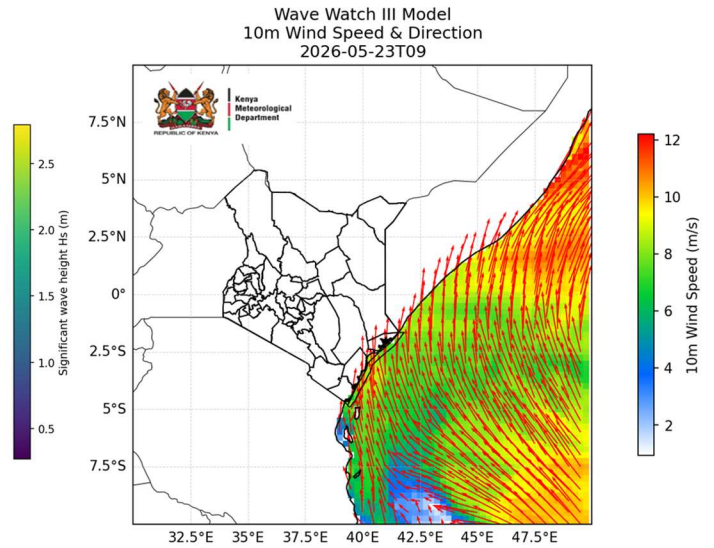 Wave Watch III Model
10m Wind Speed & Direction
2026-05-23T09
Kenya
Meteorological
Department
REPUBLIC OF KENYA
7.5°N
5°N
2.5°N
0°
2.5°S
5°S
7.5°S
32.5°E 35°E 37.5°E 40°E 42.5°E 45°E 47.5°E
2.5
2.0
1.5
1.0
0.5
Significant wave height Hs (m)
12
10
8
6
4
2
10m Wind Speed (m/s)